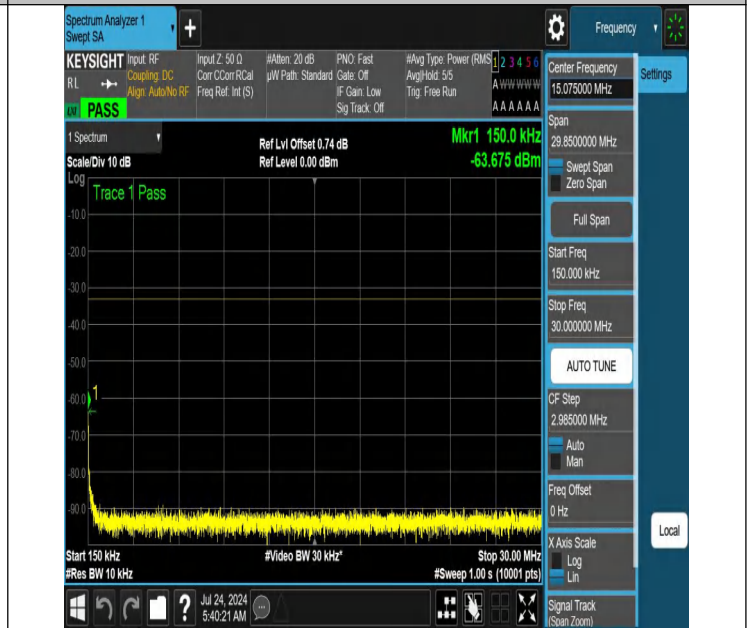 Spectrum Analyzer 1
Swept SA
+
Frequency
KEYSIGHT
RL
PASS
Input: RF
Coupling: DC
Align: Auto/No RF
Input Z: 50 Ω
Corr CCorr RCal
Freq Ref: Int (S)
#Atten: 20 dB
µW Path: Standard
PNO: Fast
Gate: Off
IF Gain: Low
Sig Track: Off
#Avg Type: Power (RMS
Avg|Hold: 5/5
Trig: Free Run
1 2 3 4 5 6
A W W W W W
A A A A A A
1 Spectrum
Scale/Div 10 dB
Ref Lvl Offset 0.74 dB
Ref Level 0.00 dBm
Mkr1 150.0 kHz
-63.675 dBm
Log
Trace 1 Pass
-10.0
-20.0
-30.0
-40.0
-50.0
-60.0
1
-70.0
-80.0
-90.0
Start 150 kHz
#Res BW 10 kHz
#Video BW 30 kHz*
Stop 30.00 MHz
#Sweep 1.00 s (10001 pts)
?
Jul 24, 2024
5:40:21 AM
Center Frequency
15.075000 MHz
Settings
Span
29.8500000 MHz
Swept Span
Zero Span
Full Span
Start Freq
150.000 kHz
Stop Freq
30.000000 MHz
AUTO TUNE
CF Step
2.985000 MHz
Auto
Man
Freq Offset
0 Hz
X Axis Scale
Log
Lin
Local
Signal Track
(Span Zoom)